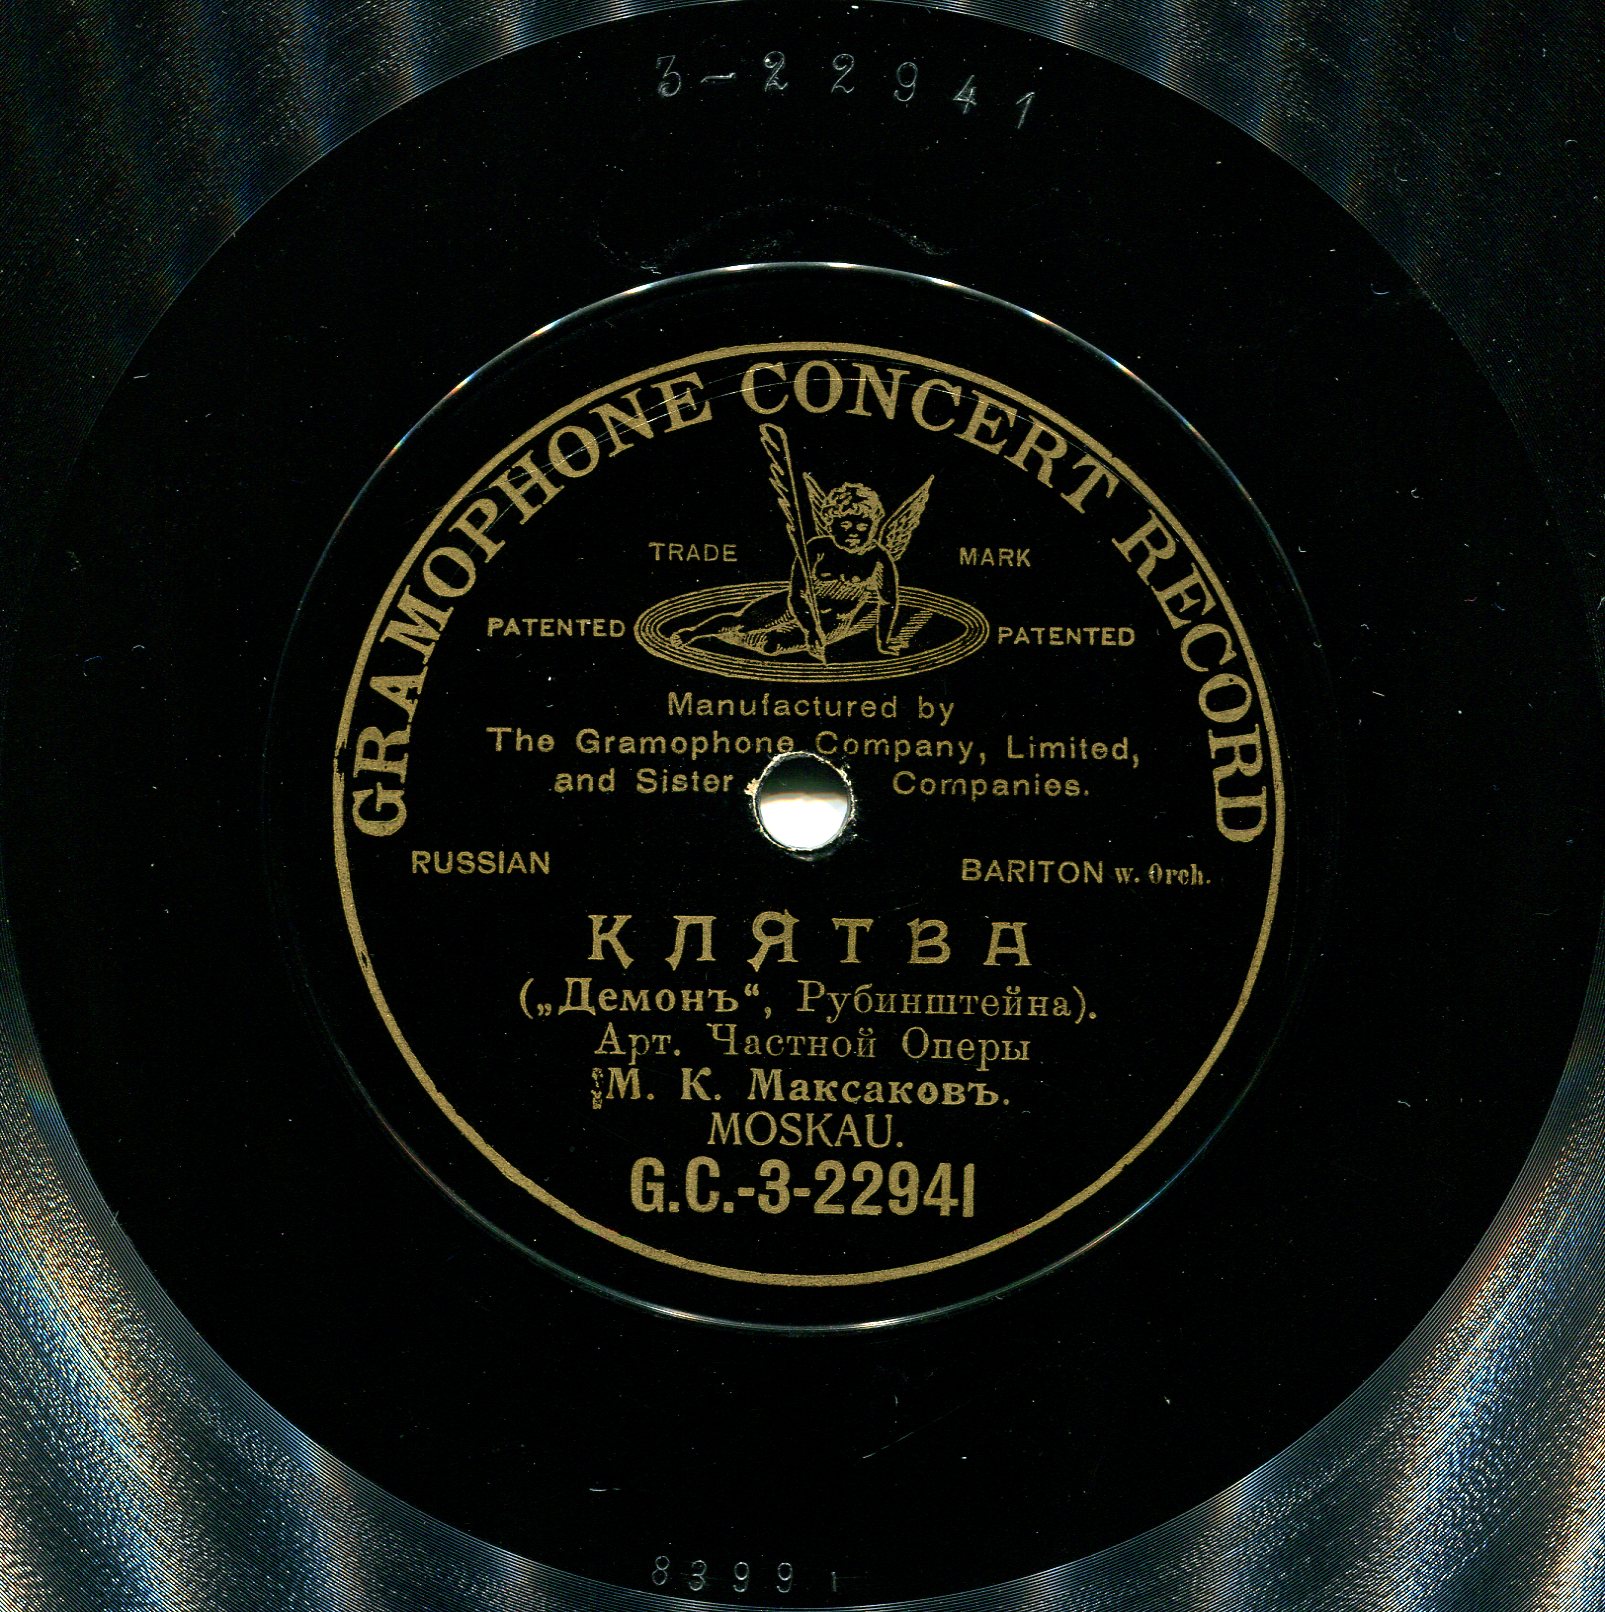 3-22941
GRAMOPHONE CONCERT RECORD
TRADE MARK
PATENTED PATENTED
Manufactured by
The Gramophone Company, Limited,
and Sister Companies.
RUSSIAN BARITON w. Orch.
КЛЯТВА
(„Демонъ“, Рубинштейна).
Арт. Частной Оперы
М. К. Максаковъ.
MOSKAU.
G.C.-3-22941
8399